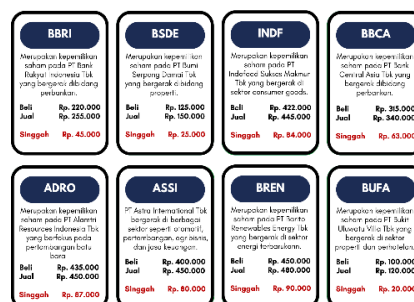 BBRI
Merupakan kepemilikan
saham pada PT Bank
Rakyat Indonesia Tbk
yang bergerak dibidang
perbankan.
Beli Rp. 220.000
Jual Rp. 255.000
Singgah Rp. 45.000
BSDE
Merupakan kepemilikan
saham pada PT Bumi
Serpong Damai Tbk
yang bergerak di bidang
properti.
Beli Rp. 125.000
Jual Rp. 150.000
Singgah Rp. 25.000
INDF
Merupakan kepemilikan
saham pada PT
Indofood Sukses Makmur
Tbk yang bergerak di
sektor consumer goods.
Beli Rp. 422.000
Jual Rp. 445.000
Singgah Rp. 84.000
BBCA
Merupakan kepemilikan
saham pada PT Bank
Central Asia Tbk yang
bergerak dibidang
perbankan.
Beli Rp. 315.000
Jual Rp. 340.000
Singgah Rp. 63.000
ADRO
Merupakan kepemilikan
saham pada PT Alamtri
Resources Indonesia Tbk
yang berfokus pada
pertambangan batu
bara
Beli Rp. 435.000
Jual Rp. 450.000
Singgah Rp. 87.000
ASSI
PT Astra International Tbk
bergerak di berbagai
sektor seperti otomotif,
pertambangan, agribisnis,
dan jasa keuangan.
Beli Rp. 400.000
Jual Rp. 450.000
Singgah Rp. 80.000
BREN
Merupakan kepemilikan
saham pada PT Barito
Renewables Energy Tbk
yang bergerak di sektor
energi terbarukan.
Beli Rp. 450.000
Jual Rp. 480.000
Singgah Rp. 90.000
BUFA
Merupakan kepemilikan
saham pada PT Bukit
Uluwatu Villa Tbk yang
bergerak di sektor
properti dan perhotelan.
Beli Rp. 100.000
Jual Rp. 120.000
Singgah Rp. 20.000